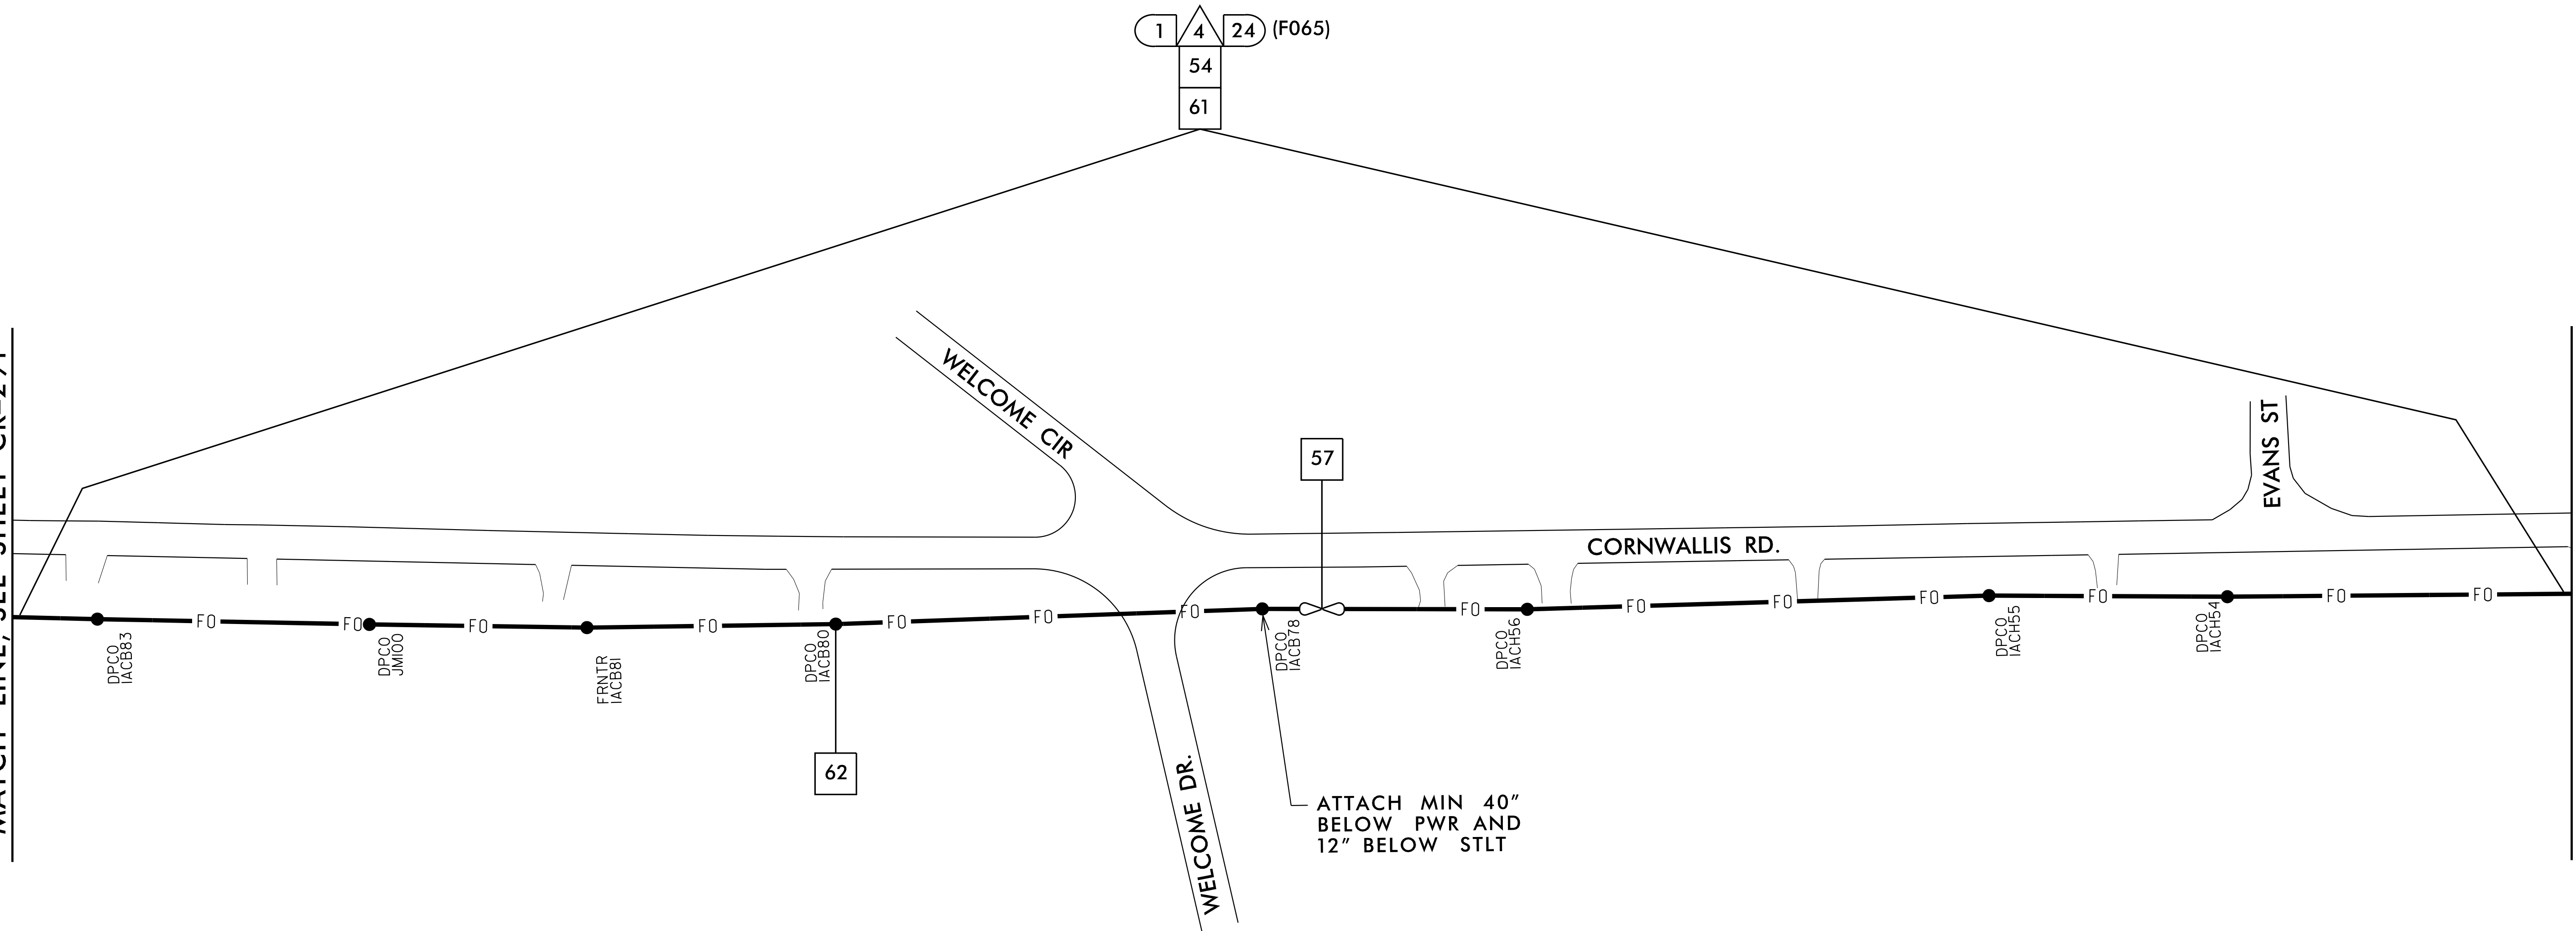 1 4 24 (F065)
54
61
WELCOME CIR
57
EVANS ST
CORNWALLIS RD.
FO FO FO FO FO FO FO FO FO FO FO FO FO FO
DPCO
IACB83
DPCO
JMI00
FRNTR
IACB81
DPCO
IACB80
DPCO
IACB78
DPCO
IACH56
DPCO
IACH55
DPCO
IACH54
62
WELCOME DR.
ATTACH MIN 40"
BELOW PWR AND
12" BELOW STLT